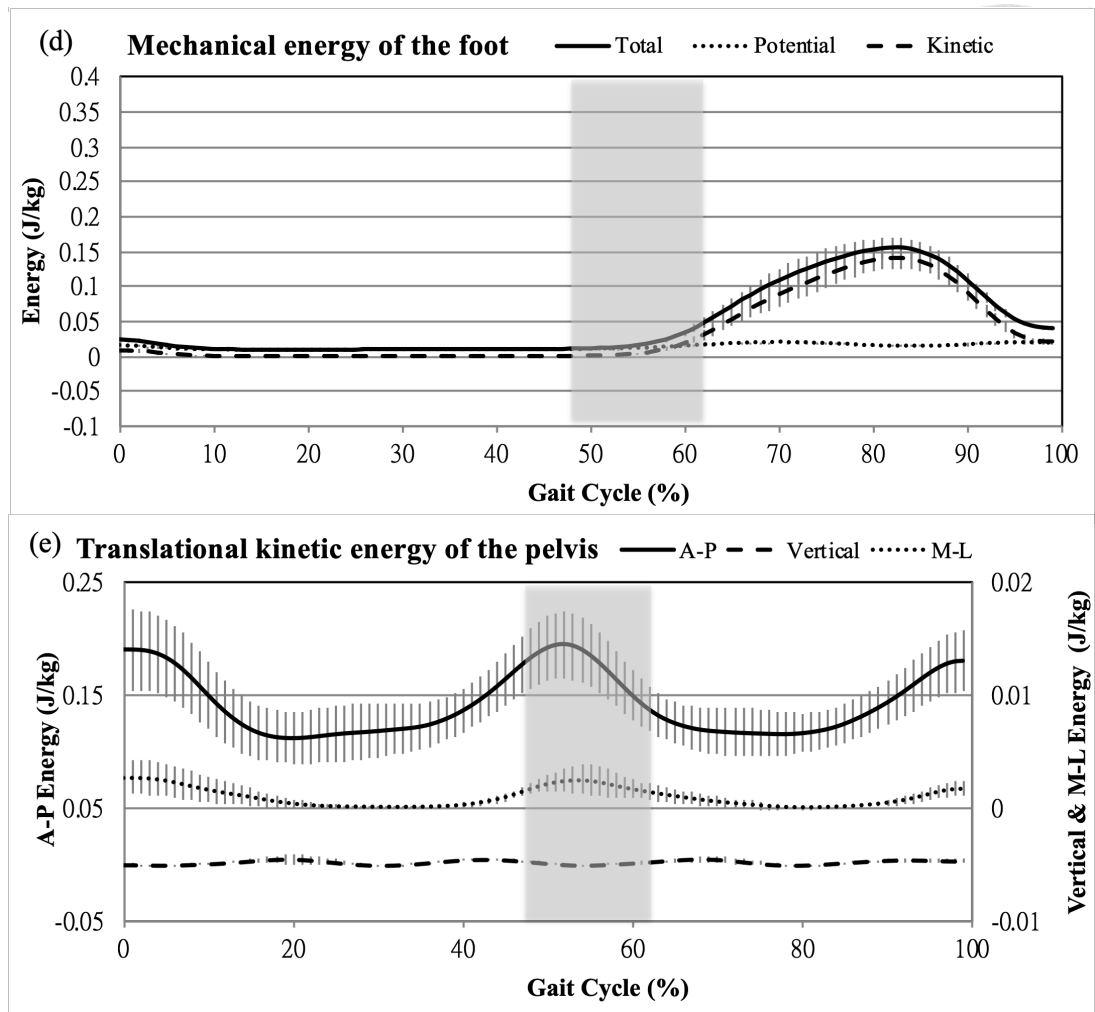 (d) Mechanical energy of the foot Total Potential Kinetic
0.4
0.35
0.3
0.25
0.2
0.15
0.1
0.05
0
-0.05
-0.1
Energy (J/kg)
0 10 20 30 40 50 60 70 80 90 100
Gait Cycle (%)
(e) Translational kinetic energy of the pelvis A-P Vertical M-L
0.25
0.15
0.05
-0.05
A-P Energy (J/kg)
0.02
0.01
0
-0.01
Vertical & M-L Energy (J/kg)
0 20 40 60 80 100
Gait Cycle (%)